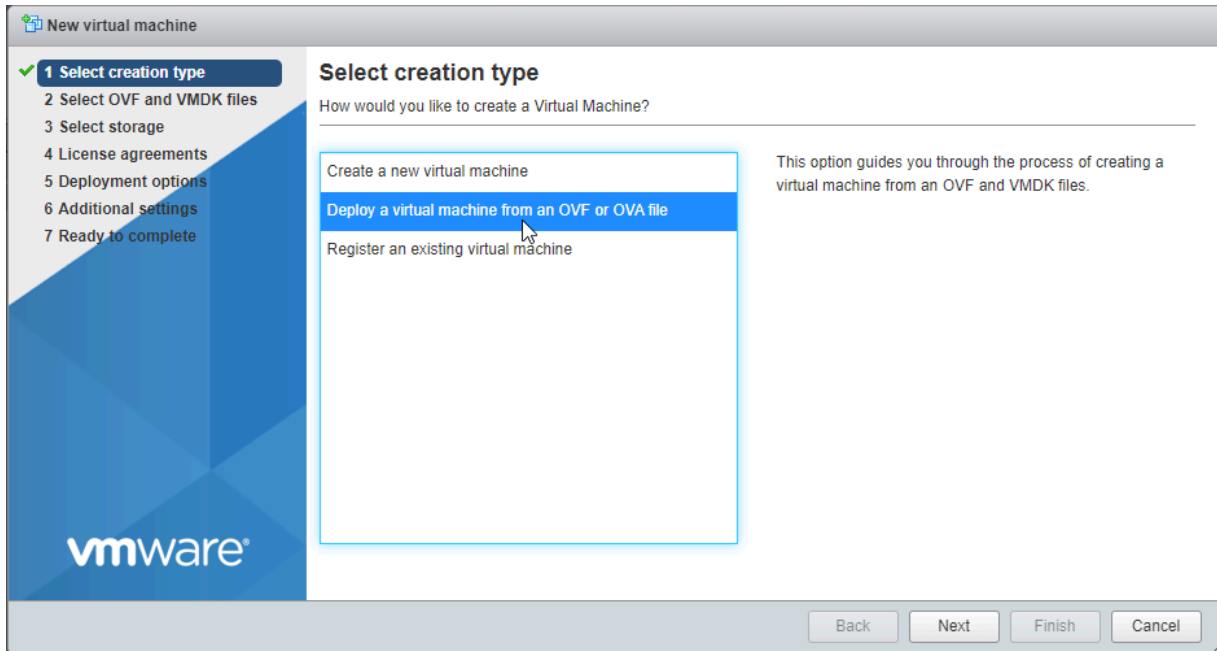 New virtual machine
1 Select creation type
2 Select OVF and VMDK files
3 Select storage
4 License agreements
5 Deployment options
6 Additional settings
7 Ready to complete
vmware®
Select creation type
How would you like to create a Virtual Machine?
Create a new virtual machine
Deploy a virtual machine from an OVF or OVA file
Register an existing virtual machine
This option guides you through the process of creating a
virtual machine from an OVF and VMDK files.
Back
Next
Finish
Cancel